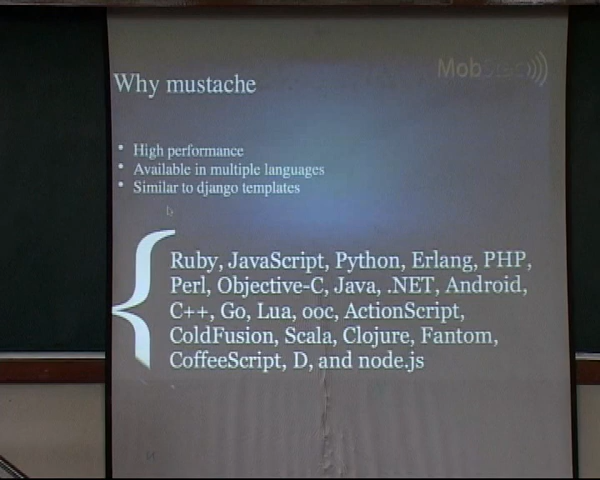 Why mustache
• High performance
• Available in multiple languages
• Similar to django templates
{
Ruby, JavaScript, Python, Erlang, PHP,
Perl, Objective-C, Java, .NET, Android,
C++, Go, Lua, ooc, ActionScript,
ColdFusion, Scala, Clojure, Fantom,
CoffeeScript, D, and node.js